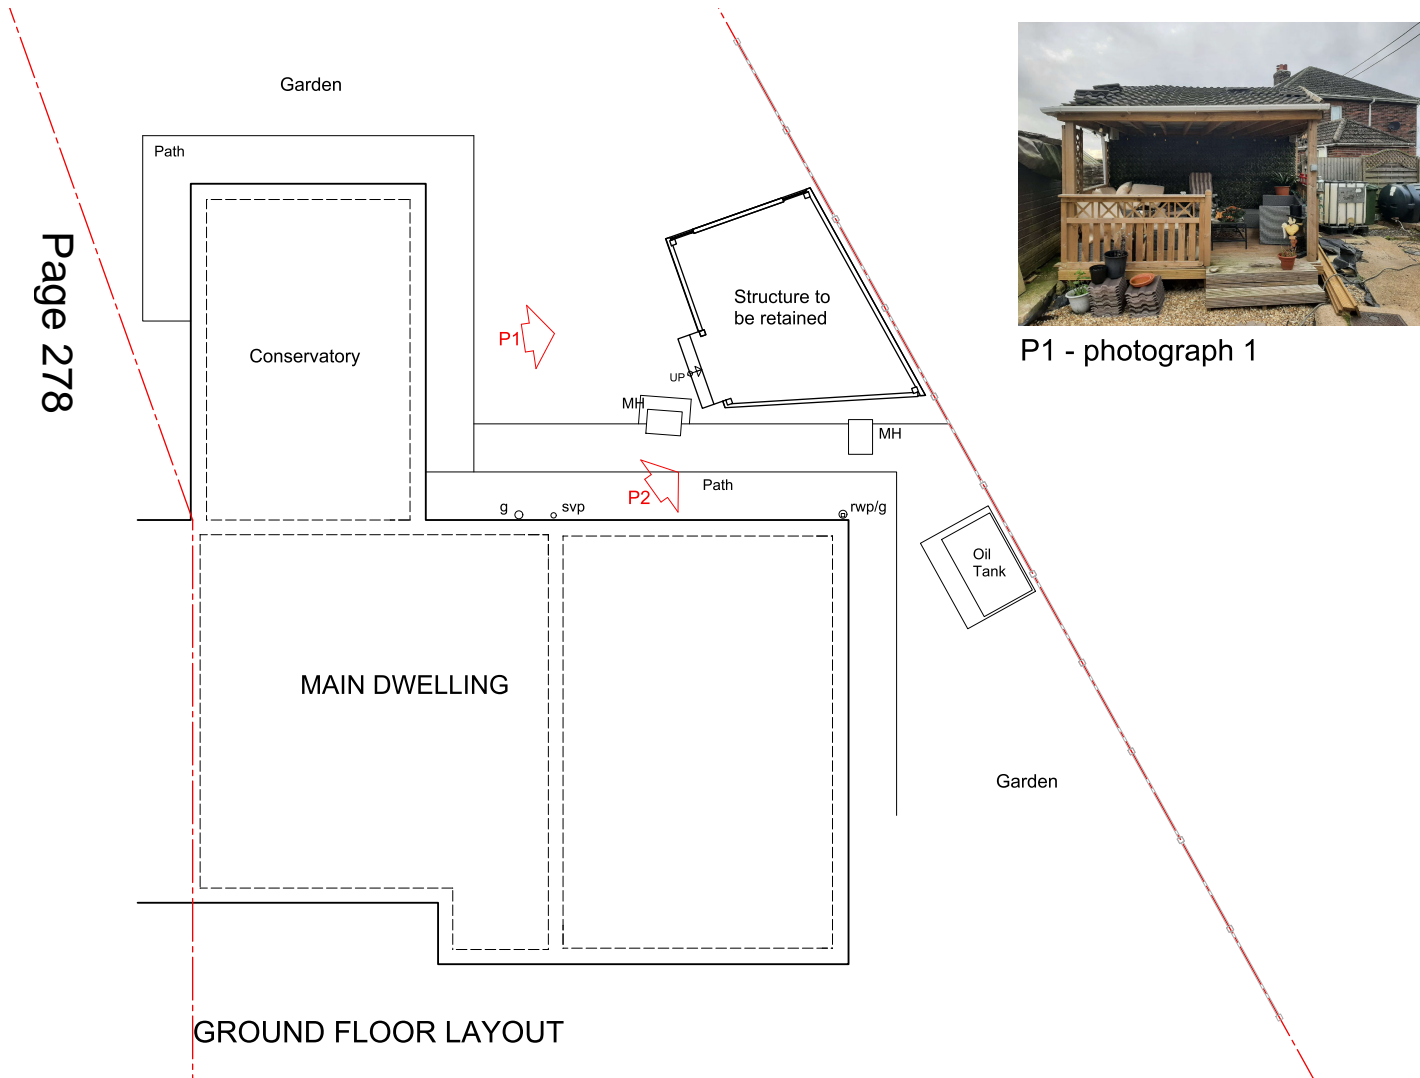 Garden
Path
Page 278
Structure to
be retained
P1
P1 - photograph 1
Conservatory
UP
MH
MH
Path
P2
g
svp
rwp/g
Oil
Tank
MAIN DWELLING
Garden
GROUND FLOOR LAYOUT